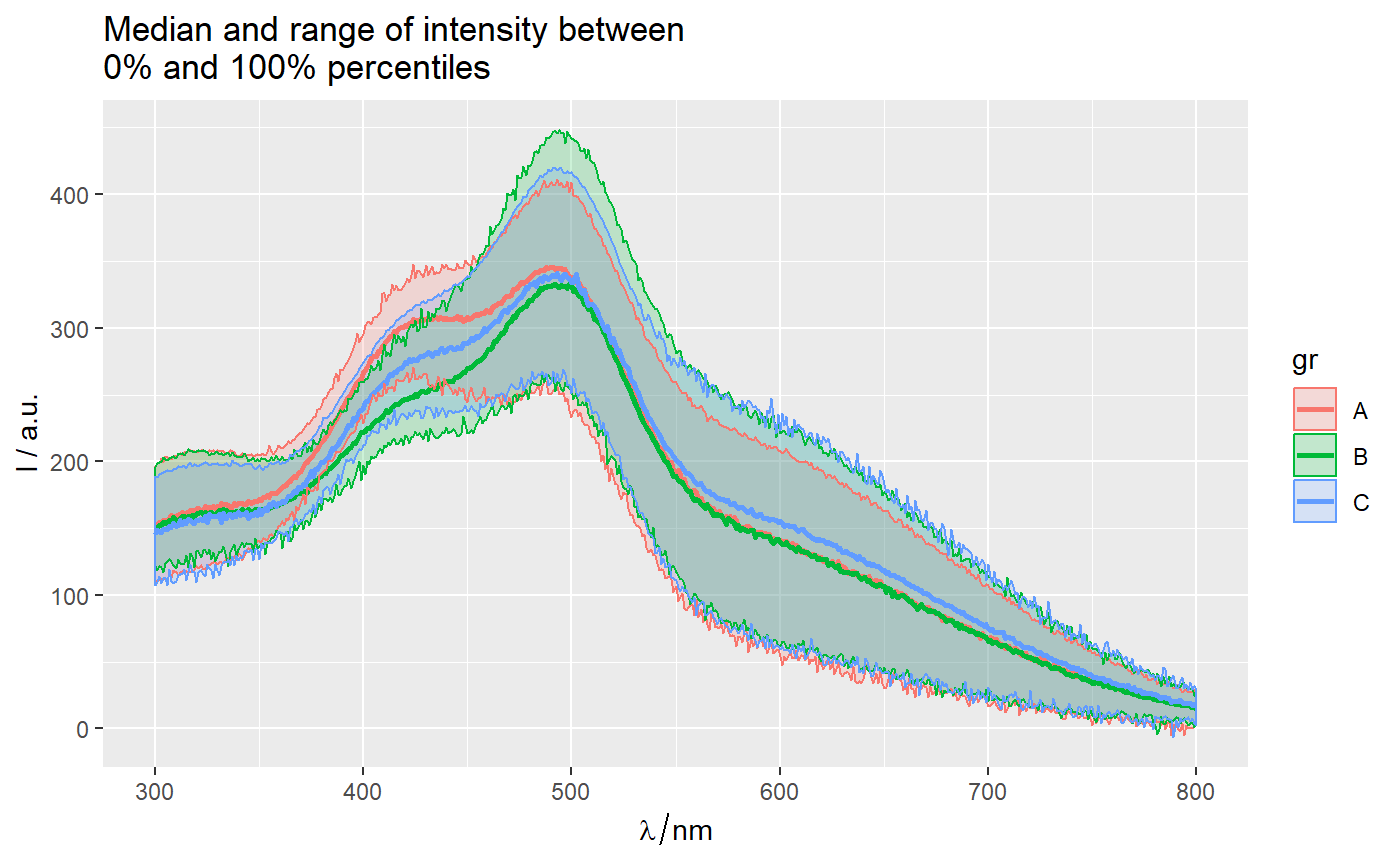 Median and range of intensity between
0% and 100% percentiles
I / a.u.
400
300
200
100
0
300 400 500 600 700 800
λ/nm
gr
A
B
C